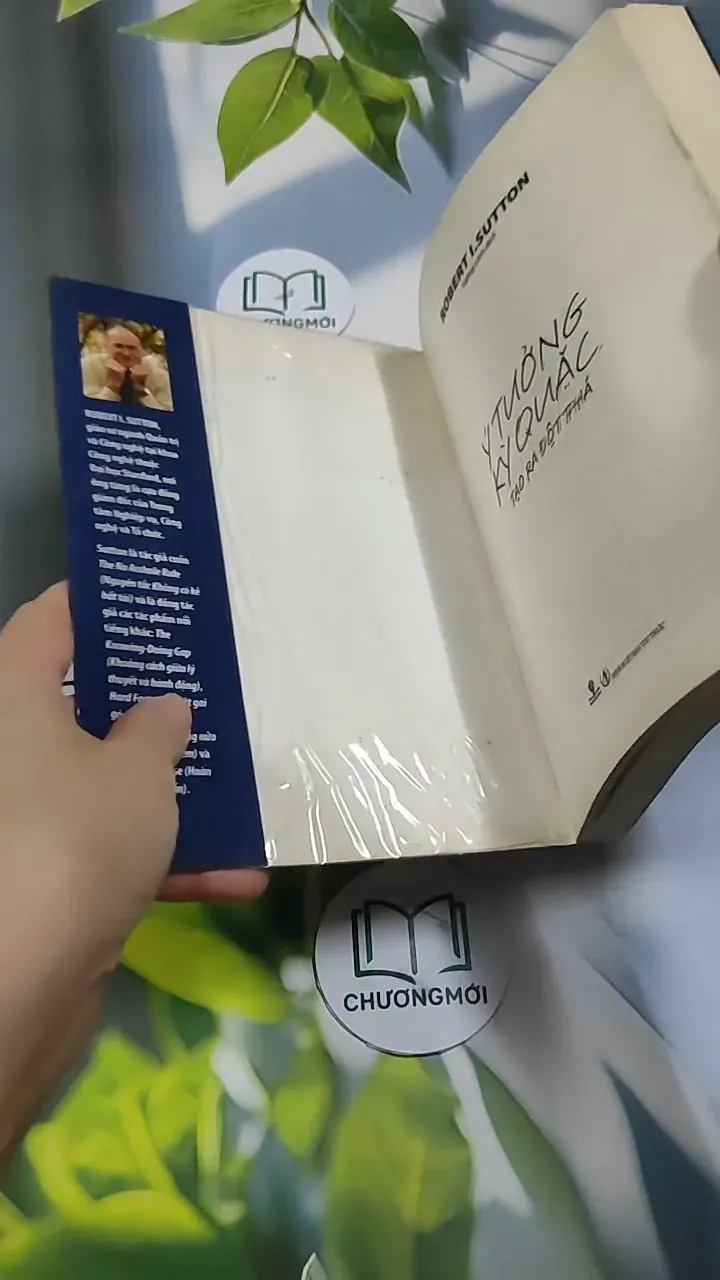 ROBERT I. SUTTON,
giáo sư ngành Quản trị
và Công nghệ tại khoa
Công nghệ thuộc
Đại học Stanford, nơi
ông từng là cựu đồng
giám đốc của Trung
tâm Nghiệp vụ, Công
nghệ và Tổ chức.
Sutton là tác giả cuốn
The No Asshole Rule
(Nguyên tắc Không có kẻ
bất tài) và là đồng tác
giả các tác phẩm nổi
tiếng khác: The
Knowing-Doing Gap
(Khoảng cách giữa lý
thuyết và hành động),
Hard
ROBERT I. SUTTON
Ý TƯỞNG
KỲ QUẶC
TẠO RA ĐỘT PHÁ
CHƯƠNGMỚI
CHƯƠNGMỚI